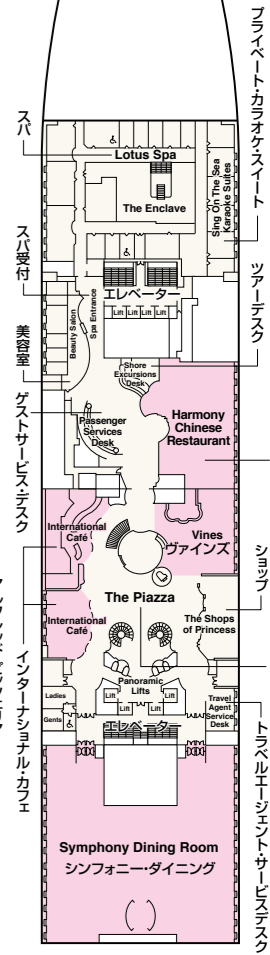 プライベート・カラオケ・スイート
スパ
Lotus Spa
The Enclave
Sing On The Sea
Karaoke Suites
スパ受付
ツアーデスク
エレベーター
Lift Lift Lift Lift
Beauty Salon
Spa Entrance
美容室
Shore
Excursions
Desk
ゲストサービス・デスク
Passenger
Services
Desk
Harmony
Chinese
Restaurant
International
Café
Vines
ヴァインズ
ショップ
The Piazza
International
Café
The Shops
of Princess
インターナショナル・カフェ
Panoramic
Lifts
Ladies
Gents
Lift
Lift
Lift
Lift
Travel
Agent
Service
Desk
エレベーター
トラベルエージェント・サービスデスク
Symphony Dining Room
シンフォニー・ダイニング